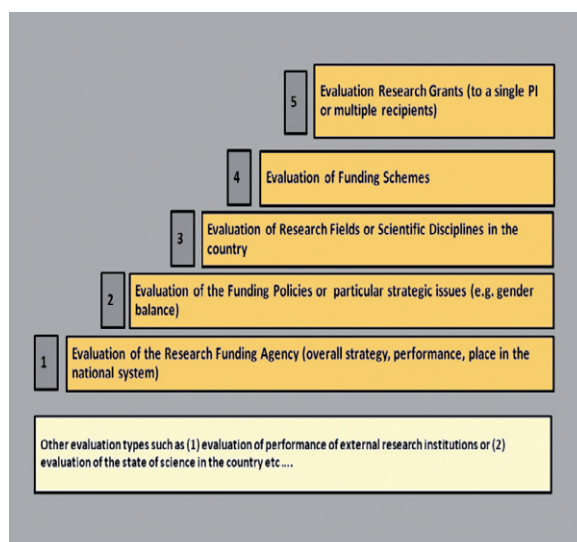 5
Evaluation Research Grants (to a single PI
or multiple recipients)
4
Evaluation of Funding Schemes
3
Evaluation of Research Fields or Scientific Disciplines in the
country
2
Evaluation of the Funding Policies or particular strategic issues (e.g. gender
balance)
1
Evaluation of the Research Funding Agency (overall strategy, performance, place in the
national system)
Other evaluation types such as (1) evaluation of performance of external research institutions or (2)
evaluation of the state of science in the country etc ....